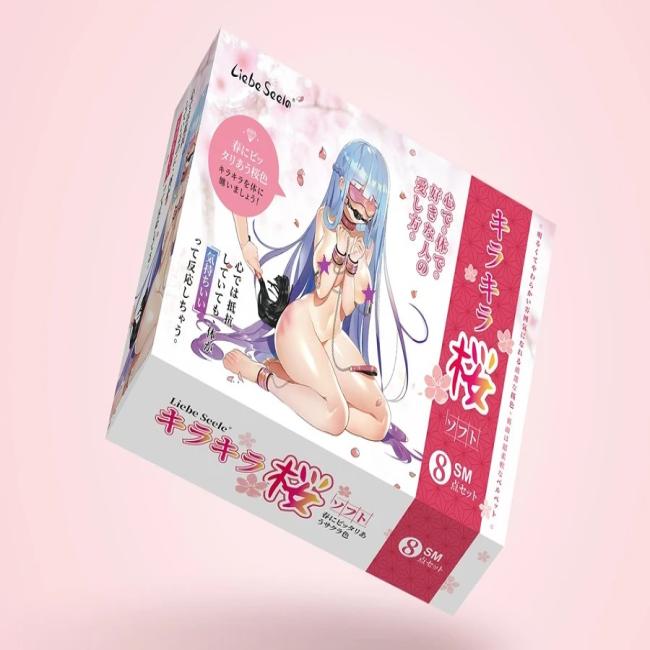 Liebe Seele®
春にピッ
タリあう桜色
キラキラを体に
纏いましょう!
心で、体で。
好きな人の
愛し方。
心では抵抗
していても、体が
「気持ちいい」
って反応しちゃう。
キラキラ
桜
ソフト
8
SM
点セット
Liebe Seele®
キラキラ
桜
ソフト
春にピッタリあ
うサクラ色
8
SM
点セット